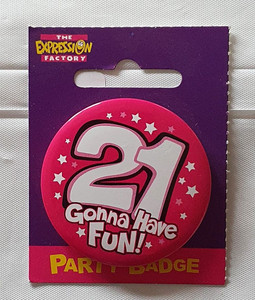 THE
EXPRESSION
FACTORY
21
Gonna Have
FUN!
PARTY BADGE